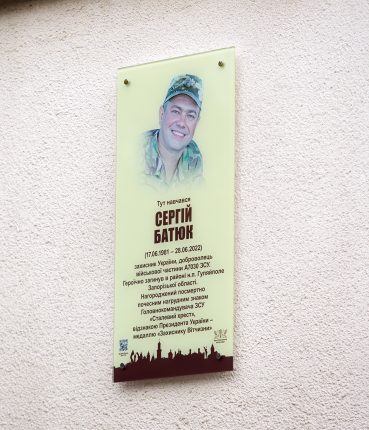 Тут навчався
СЕРГІЙ
БАТЮК
(17.06.1981 – 28.06.2022)
захисник України, доброволець
військової частини А7030 ЗСУ.
Героїчно загинув в районі н.п. Гуляйполе
Запорізької області.
Нагороджений посмертно
почесним нагрудним знаком
Головнокомандувача ЗСУ
«Сталевий хрест»,
відзнакою Президента України –
медаллю «Захиснику Вітчизни»